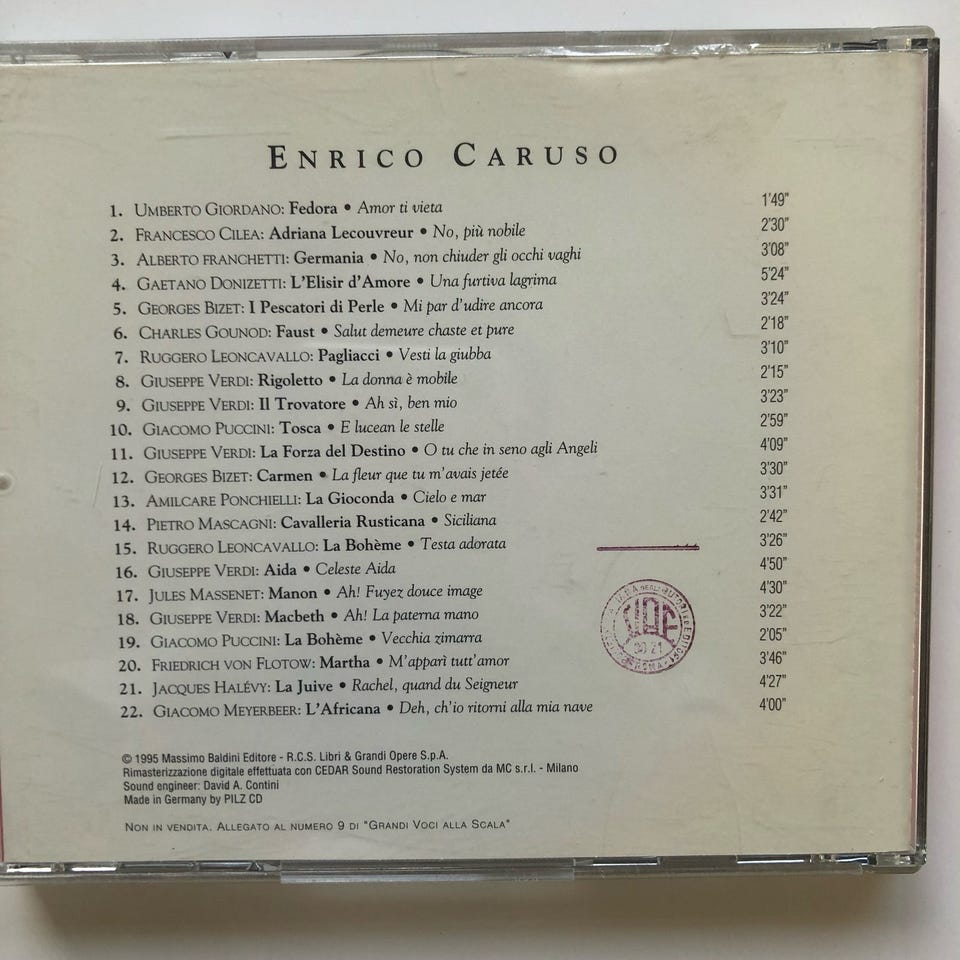 ENRICO CARUSO
1. UMBERTO GIORDANO: Fedora • Amor ti vieta 1'49"
2. FRANCESCO CILEA: Adriana Lecouvreur • No, più nobile 2'30"
3. ALBERTO FRANCHETTI: Germania • No, non chiuder gli occhi vaghi 3'08"
4. GAETANO DONIZETTI: L'Elisir d'Amore • Una furtiva lagrima 5'24"
5. GEORGES BIZET: I Pescatori di Perle • Mi par d'udire ancora 3'24"
6. CHARLES GOUNOD: Faust • Salut demeure chaste et pure 2'18"
7. RUGGERO LEONCAVALLO: Pagliacci • Vesti la giubba 3'10"
8. GIUSEPPE VERDI: Rigoletto • La donna è mobile 2'15"
9. GIUSEPPE VERDI: Il Trovatore • Ah sì, ben mio 3'23"
10. GIACOMO PUCCINI: Tosca • E lucean le stelle 2'59"
11. GIUSEPPE VERDI: La Forza del Destino • O tu che in seno agli Angeli 4'09"
12. GEORGES BIZET: Carmen • La fleur que tu m'avais jetée 3'30"
13. AMILCARE PONCHIELLI: La Gioconda • Cielo e mar 3'31"
14. PIETRO MASCAGNI: Cavalleria Rusticana • Siciliana 2'42"
15. RUGGERO LEONCAVALLO: La Bohème • Testa adorata 3'26"
16. GIUSEPPE VERDI: Aida • Celeste Aida 4'50"
17. JULES MASSENET: Manon • Ah! Fuyez douce image 4'30"
18. GIUSEPPE VERDI: Macbeth • Ah! La paterna mano 3'22"
19. GIACOMO PUCCINI: La Bohème • Vecchia zimarra 2'05"
20. FRIEDRICH VON FLOTOW: Martha • M'apparì tutt'amor 3'46"
21. JACQUES HALÉVY: La Juive • Rachel, quand du Seigneur 4'27"
22. GIACOMO MEYERBEER: L'Africana • Deh, ch'io ritorni alla mia nave 4'00"
SIAE
ROMA
© 1995 Massimo Baldini Editore - R.C.S. Libri & Grandi Opere S.p.A.
Rimasterizzazione digitale effettuata con CEDAR Sound Restoration System da MC s.r.l. - Milano
Sound engineer: David A. Contini
Made in Germany by PILZ CD
NON IN VENDITA. ALLEGATO AL NUMERO 9 DI "GRANDI VOCI ALLA SCALA"